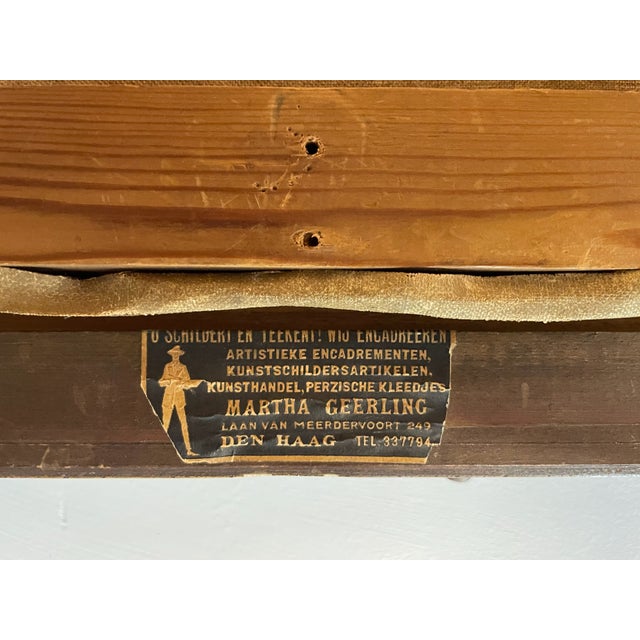 U SCHILDERT EN TEEKENT! WIJ ENCADREEREN
ARTISTIEKE ENCADREMENTEN,
KUNSTSCHILDERSARTIKELEN,
KUNSTHANDEL, PERZISCHE KLEEDJES
MARTHA GEERLING
LAAN VAN MEERDERVOORT 249
DEN HAAG TEL. 337794